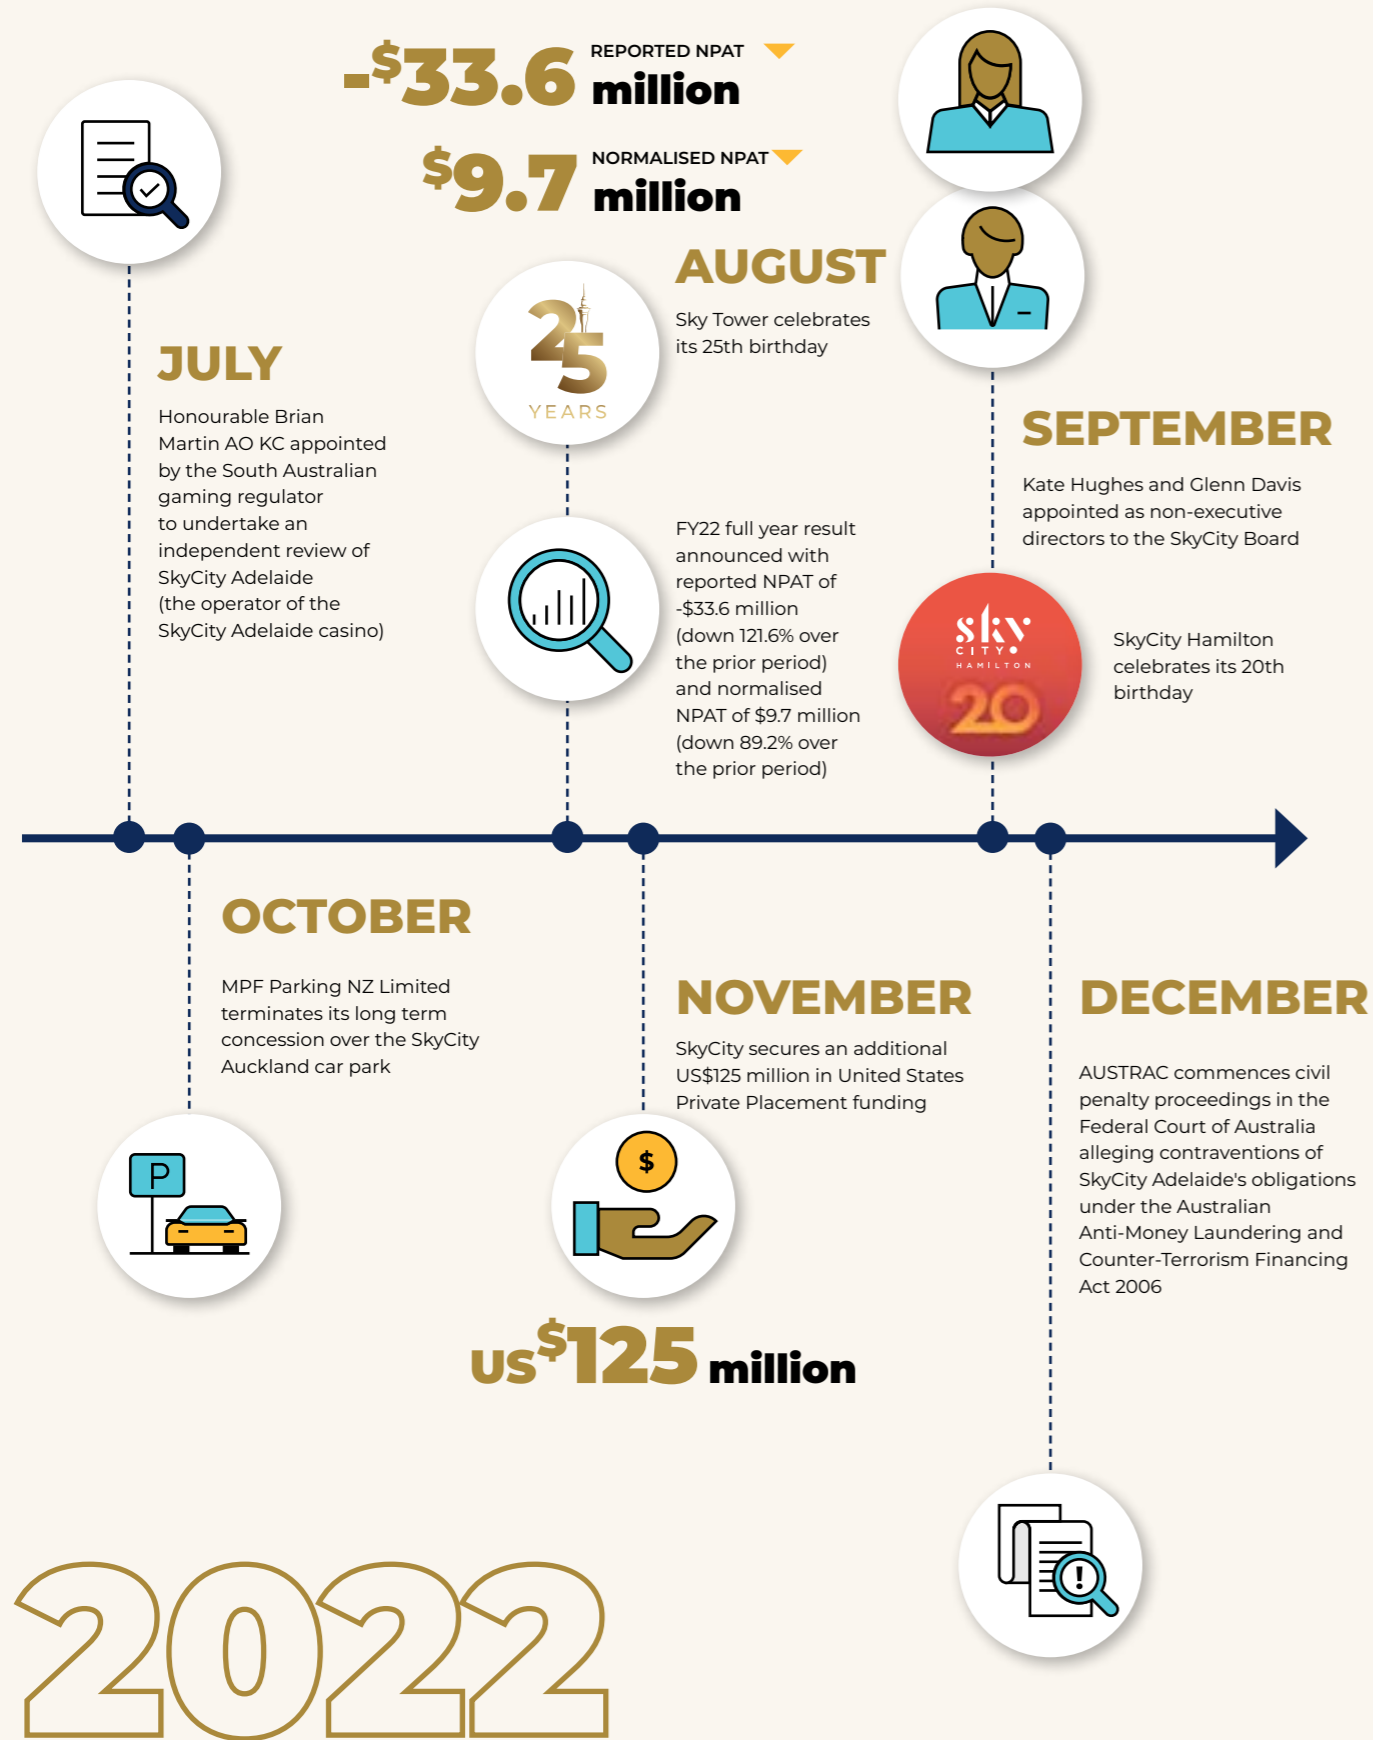 -$33.6 REPORTED NPAT
million
$9.7 NORMALISED NPAT
million
JULY
Honourable Brian
Martin AO KC appointed
by the South Australian
gaming regulator
to undertake an
independent review of
SkyCity Adelaide
(the operator of the
SkyCity Adelaide casino)
25
YEARS
AUGUST
Sky Tower celebrates
its 25th birthday
FY22 full year result
announced with
reported NPAT of
-$33.6 million
(down 121.6% over
the prior period)
and normalised
NPAT of $9.7 million
(down 89.2% over
the prior period)
SEPTEMBER
Kate Hughes and Glenn Davis
appointed as non-executive
directors to the SkyCity Board
sky
CITY
HAMILTON
20
SkyCity Hamilton
celebrates its 20th
birthday
OCTOBER
MPF Parking NZ Limited
terminates its long term
concession over the SkyCity
Auckland car park
P
NOVEMBER
SkyCity secures an additional
US$125 million in United States
Private Placement funding
$
US$125 million
DECEMBER
AUSTRAC commences civil
penalty proceedings in the
Federal Court of Australia
alleging contraventions of
SkyCity Adelaide's obligations
under the Australian
Anti-Money Laundering and
Counter-Terrorism Financing
Act 2006
!
2022